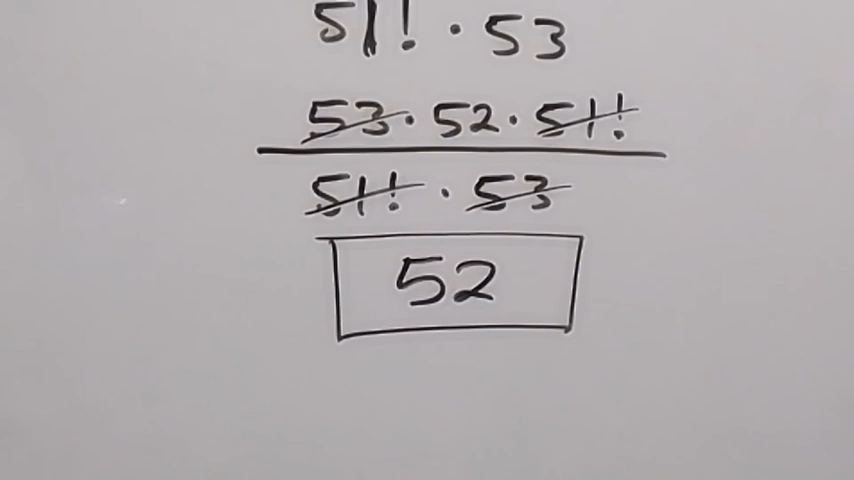 51! · 53
53 · 52 · 51!
51! · 53
52